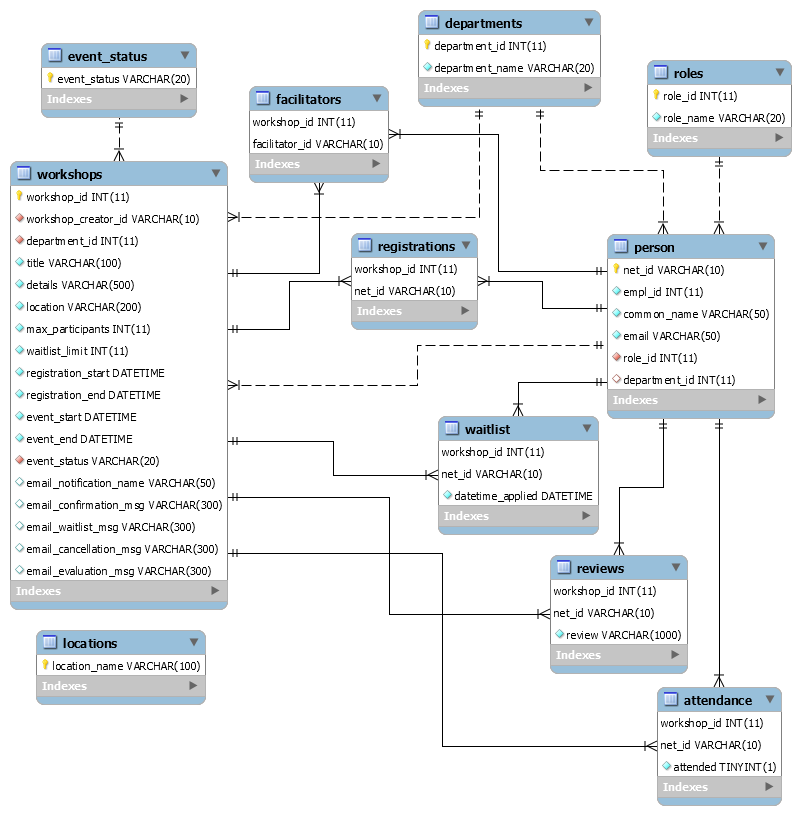 departments
department_id INT(11)
department_name VARCHAR(20)
Indexes
event_status
event_status VARCHAR(20)
Indexes
roles
role_id INT(11)
role_name VARCHAR(20)
Indexes
facilitators
workshop_id INT(11)
facilitator_id VARCHAR(10)
Indexes
workshops
workshop_id INT(11)
workshop_creator_id VARCHAR(10)
department_id INT(11)
title VARCHAR(100)
details VARCHAR(500)
location VARCHAR(200)
max_participants INT(11)
waitlist_limit INT(11)
registration_start DATETIME
registration_end DATETIME
event_start DATETIME
event_end DATETIME
event_status VARCHAR(20)
email_notification_name VARCHAR(50)
email_confirmation_msg VARCHAR(300)
email_waitlist_msg VARCHAR(300)
email_cancellation_msg VARCHAR(300)
email_evaluation_msg VARCHAR(300)
Indexes
registrations
workshop_id INT(11)
net_id VARCHAR(10)
Indexes
person
net_id VARCHAR(10)
empl_id INT(11)
common_name VARCHAR(50)
email VARCHAR(50)
role_id INT(11)
department_id INT(11)
Indexes
waitlist
workshop_id INT(11)
net_id VARCHAR(10)
datetime_applied DATETIME
Indexes
reviews
workshop_id INT(11)
net_id VARCHAR(10)
review VARCHAR(1000)
Indexes
locations
location_name VARCHAR(100)
Indexes
attendance
workshop_id INT(11)
net_id VARCHAR(10)
attended TINYINT(1)
Indexes